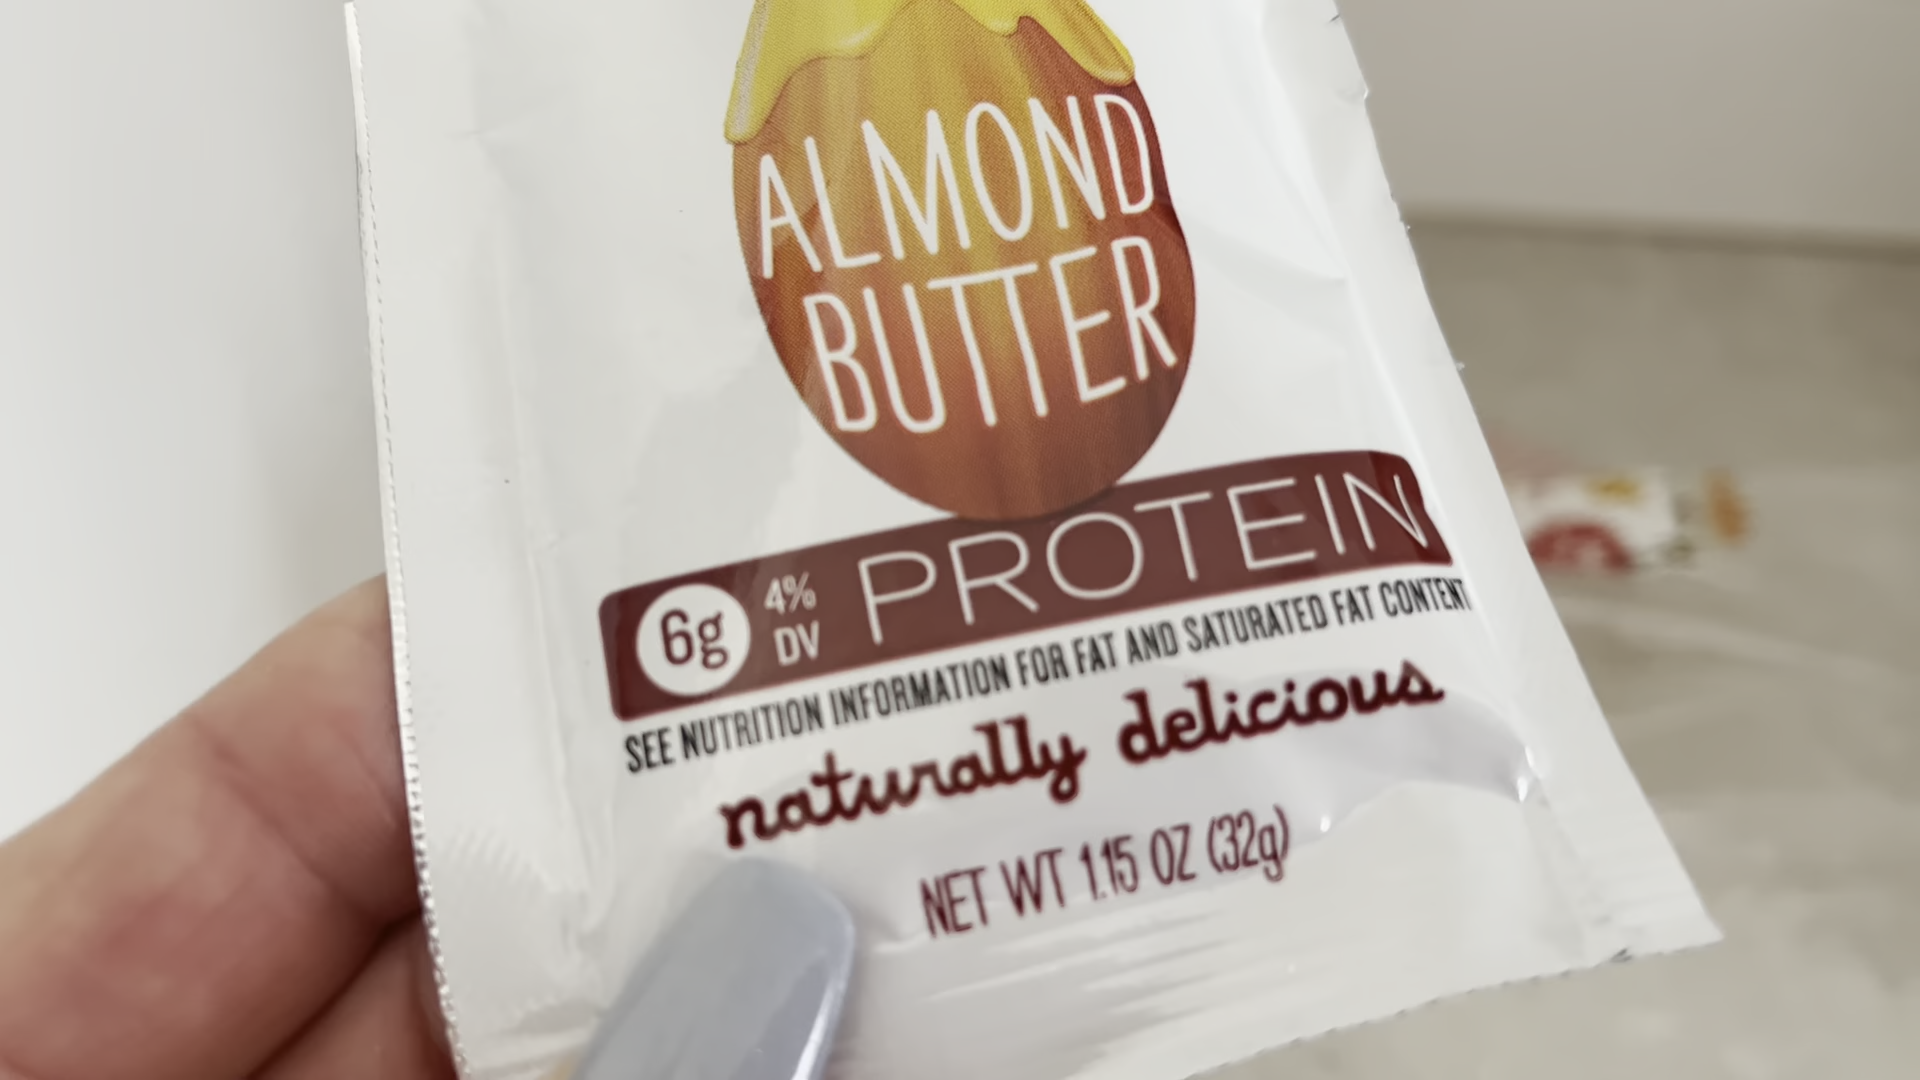 ALMOND
BUTTER
6g 4% DV PROTEIN
SEE NUTRITION INFORMATION FOR FAT AND SATURATED FAT CONTENT
naturally delicious
NET WT 1.15 OZ (32g)